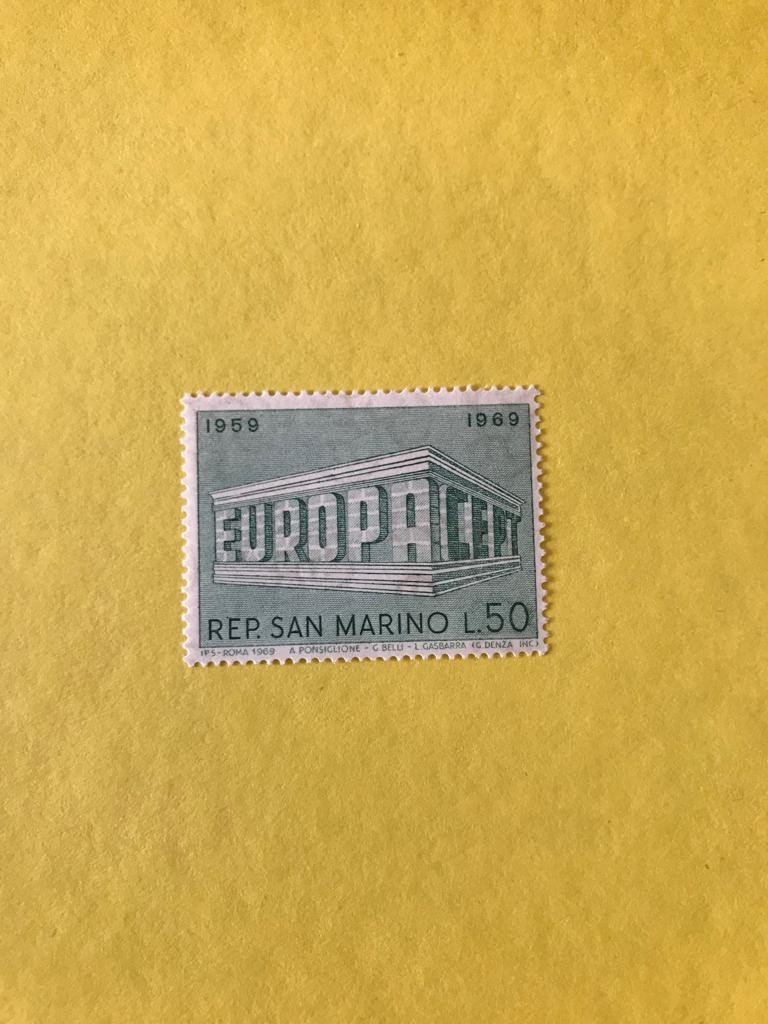 1959 1969
EUROPA CEPT
REP. SAN MARINO L.50
IPS-ROMA 1969 A PONSIGLIONE - G. BELLI - L. GASBARRA (G. DENZA INC.)